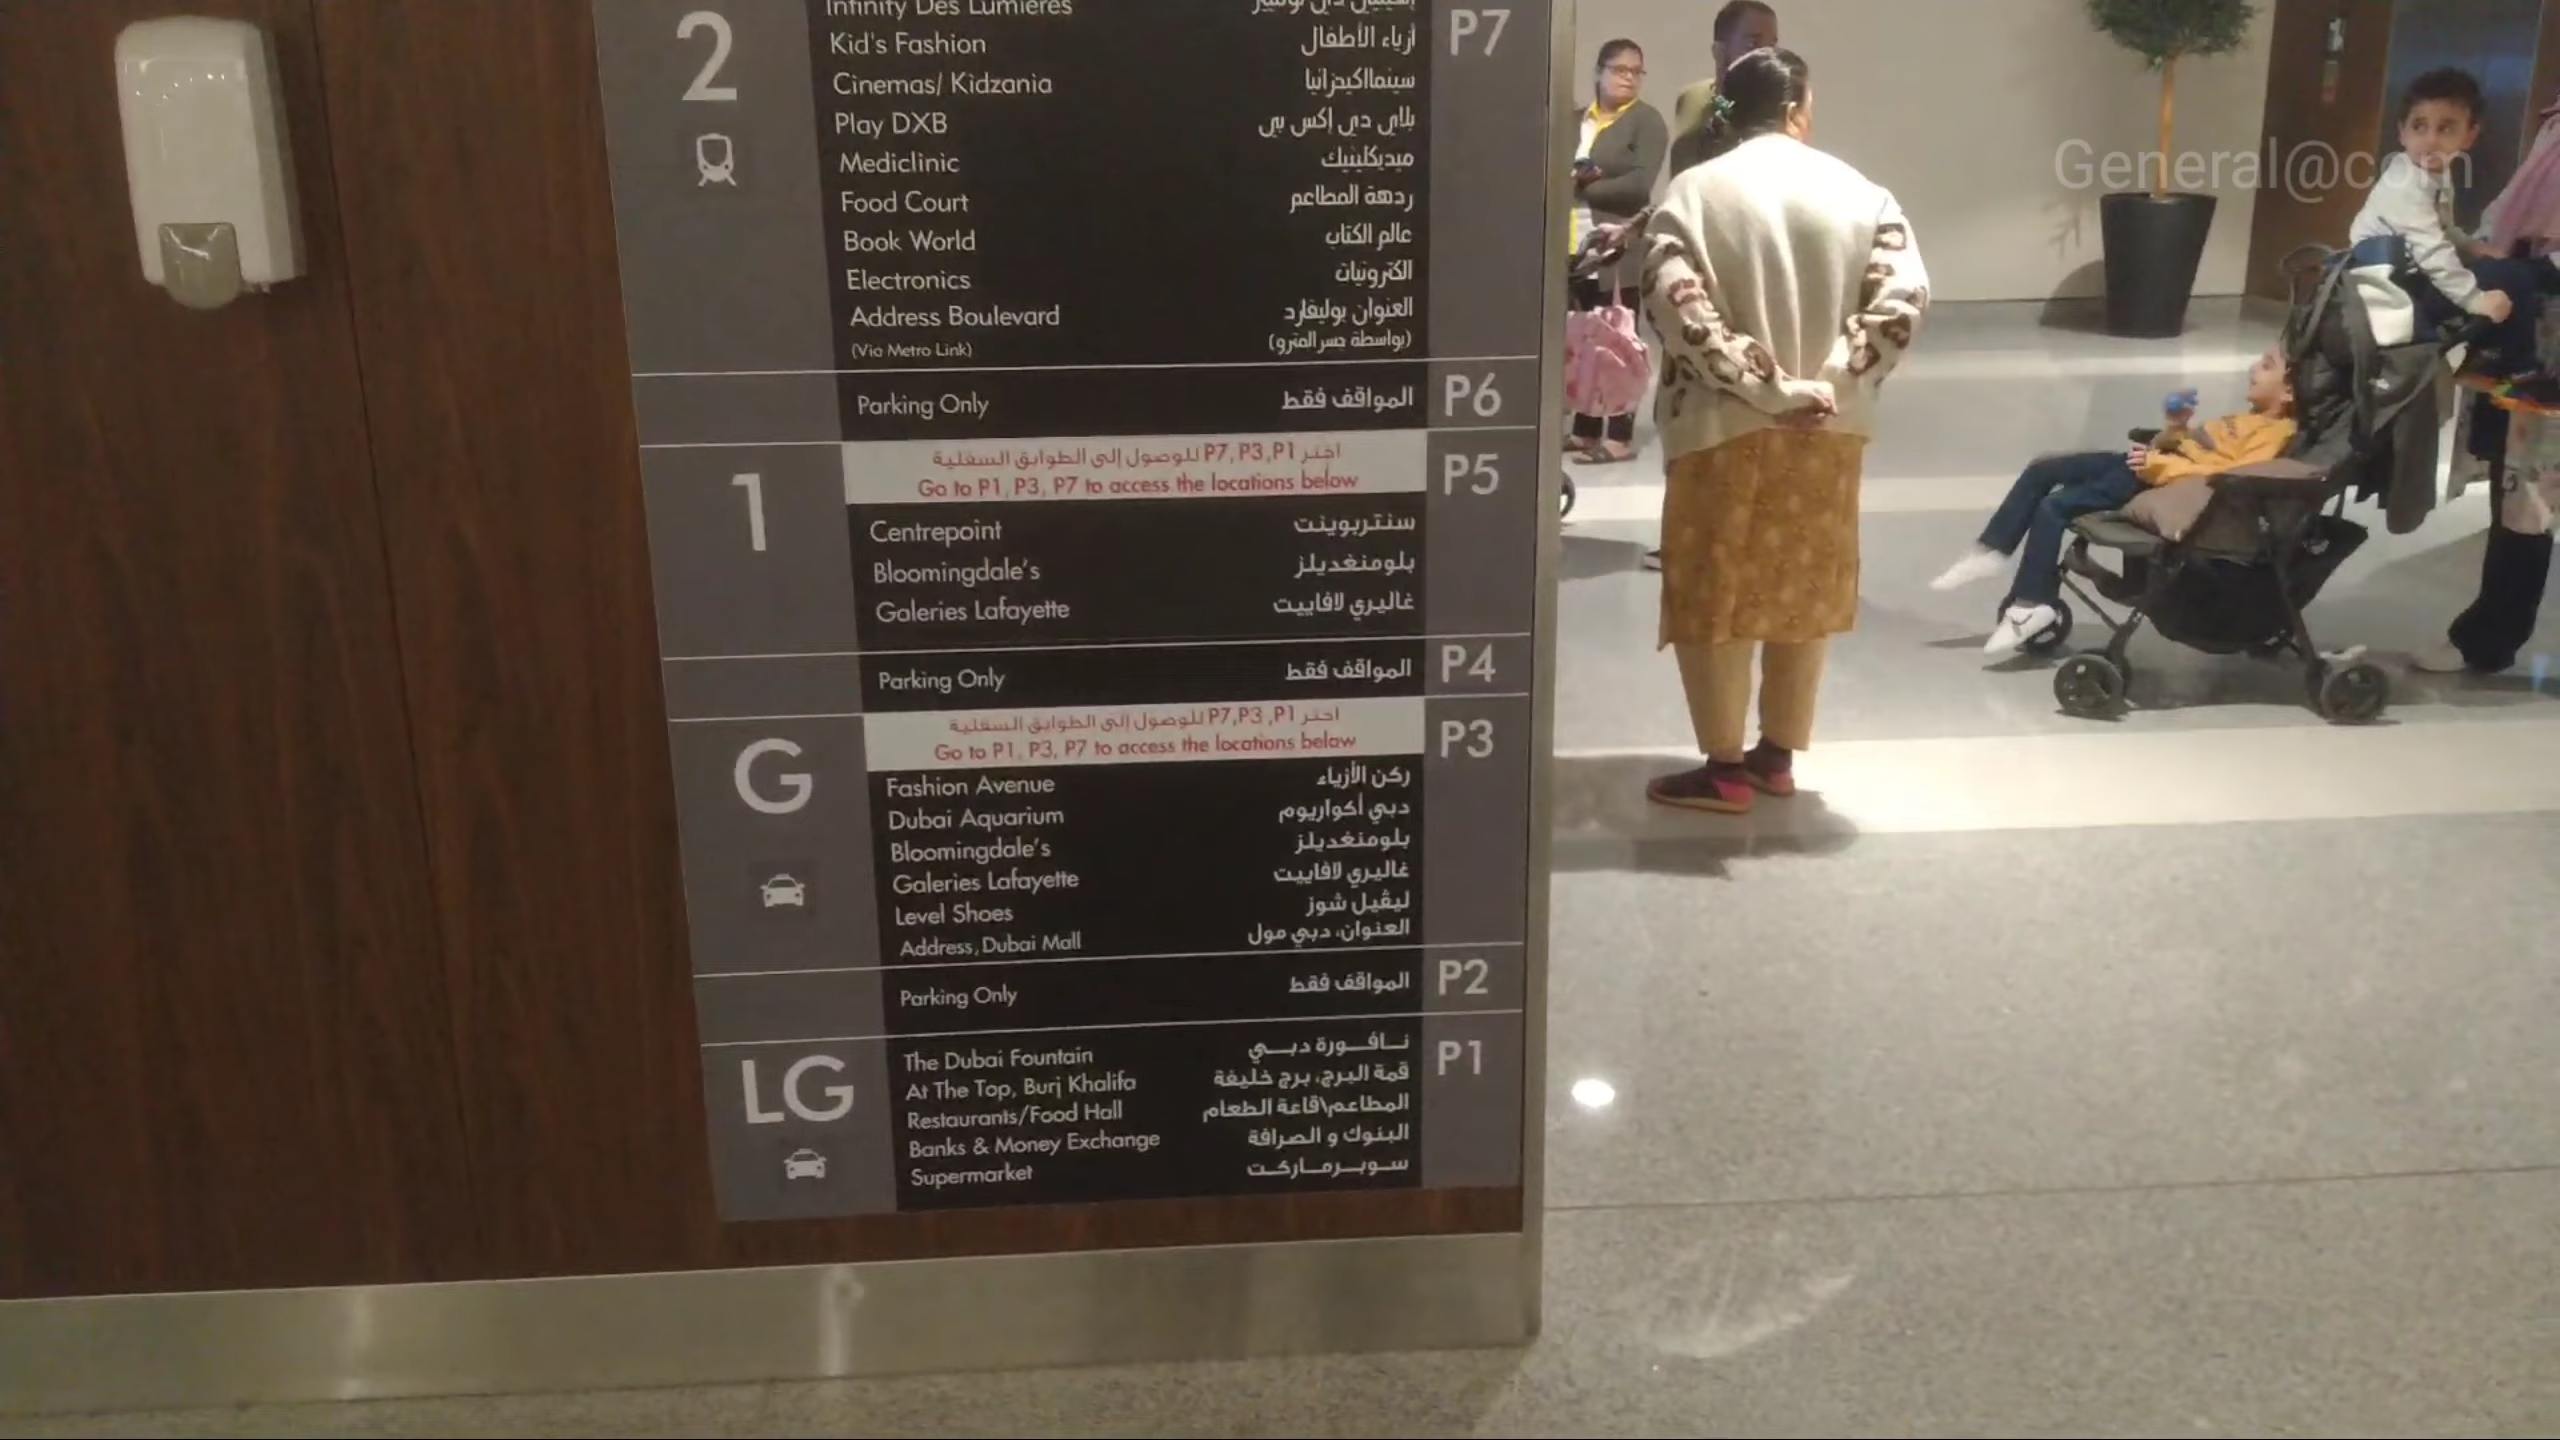 2
Infinity Des Lumieres
P7
Kid's Fashion أزياء الأطفال
Cinemas/ Kidzania سينما\كيدزانيا
Play DXB بلاي دي إكس بي
Mediclinic ميديكلينيك
Food Court ردهة المطاعم
Book World عالم الكتاب
Electronics الكترونيات
Address Boulevard العنوان بوليفارد
(Via Metro Link) (بواسطة جسر المترو)
Parking Only المواقف فقط P6
1
اختر P7, P3 ,P1 للوصول إلى الطوابق السفلية
Go to P1, P3, P7 to access the locations below
P5
Centrepoint سنتربوينت
Bloomingdale's بلومنغديلز
Galeries Lafayette غاليري لافاييت
Parking Only المواقف فقط P4
G
اختر P7,P3 ,P1 للوصول إلى الطوابق السفلية
Go to P1, P3, P7 to access the locations below
P3
Fashion Avenue ركن الأزياء
Dubai Aquarium دبي أكواريوم
Bloomingdale's بلومنغديلز
Galeries Lafayette غاليري لافاييت
Level Shoes ليڤيل شوز
Address, Dubai Mall العنوان، دبي مول
Parking Only المواقف فقط P2
LG
The Dubai Fountain نافورة دبي P1
At The Top, Burj Khalifa قمة البرج، برج خليفة
Restaurants/Food Hall المطاعم\قاعة الطعام
Banks & Money Exchange البنوك و الصرافة
Supermarket سوبرماركت
General@com